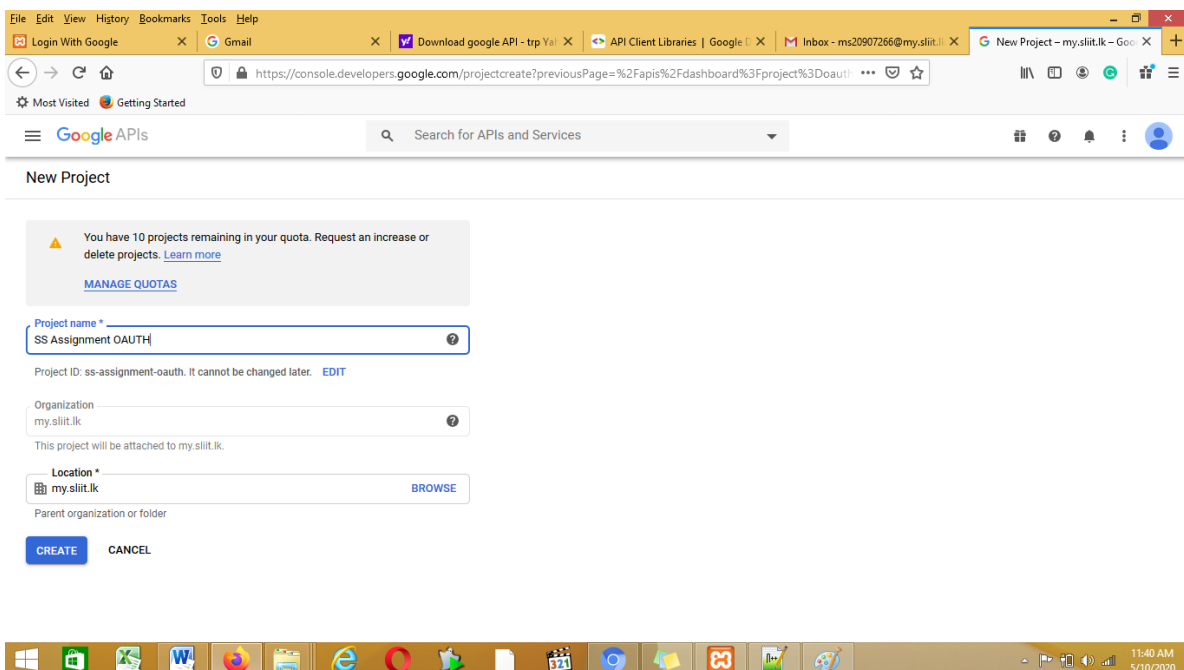 File Edit View History Bookmarks Tools Help
Login With Google
Gmail
Download google API - trp Yah
API Client Libraries | Google D
M Inbox - ms20907266@my.sliit.l
New Project – my.sliit.lk – Goo
https://console.developers.google.com/projectcreate?previousPage=%2Fapis%2Fdashboard%3Fproject%3Doauth
Most Visited Getting Started
Google APIs
Search for APIs and Services
New Project
You have 10 projects remaining in your quota. Request an increase or
delete projects. Learn more
MANAGE QUOTAS
Project name *
SS Assignment OAUTH
Project ID: ss-assignment-oauth. It cannot be changed later. EDIT
Organization
my.sliit.lk
This project will be attached to my.sliit.lk.
Location *
my.sliit.lk BROWSE
Parent organization or folder
CREATE CANCEL
321
11:40 AM
5/10/2020